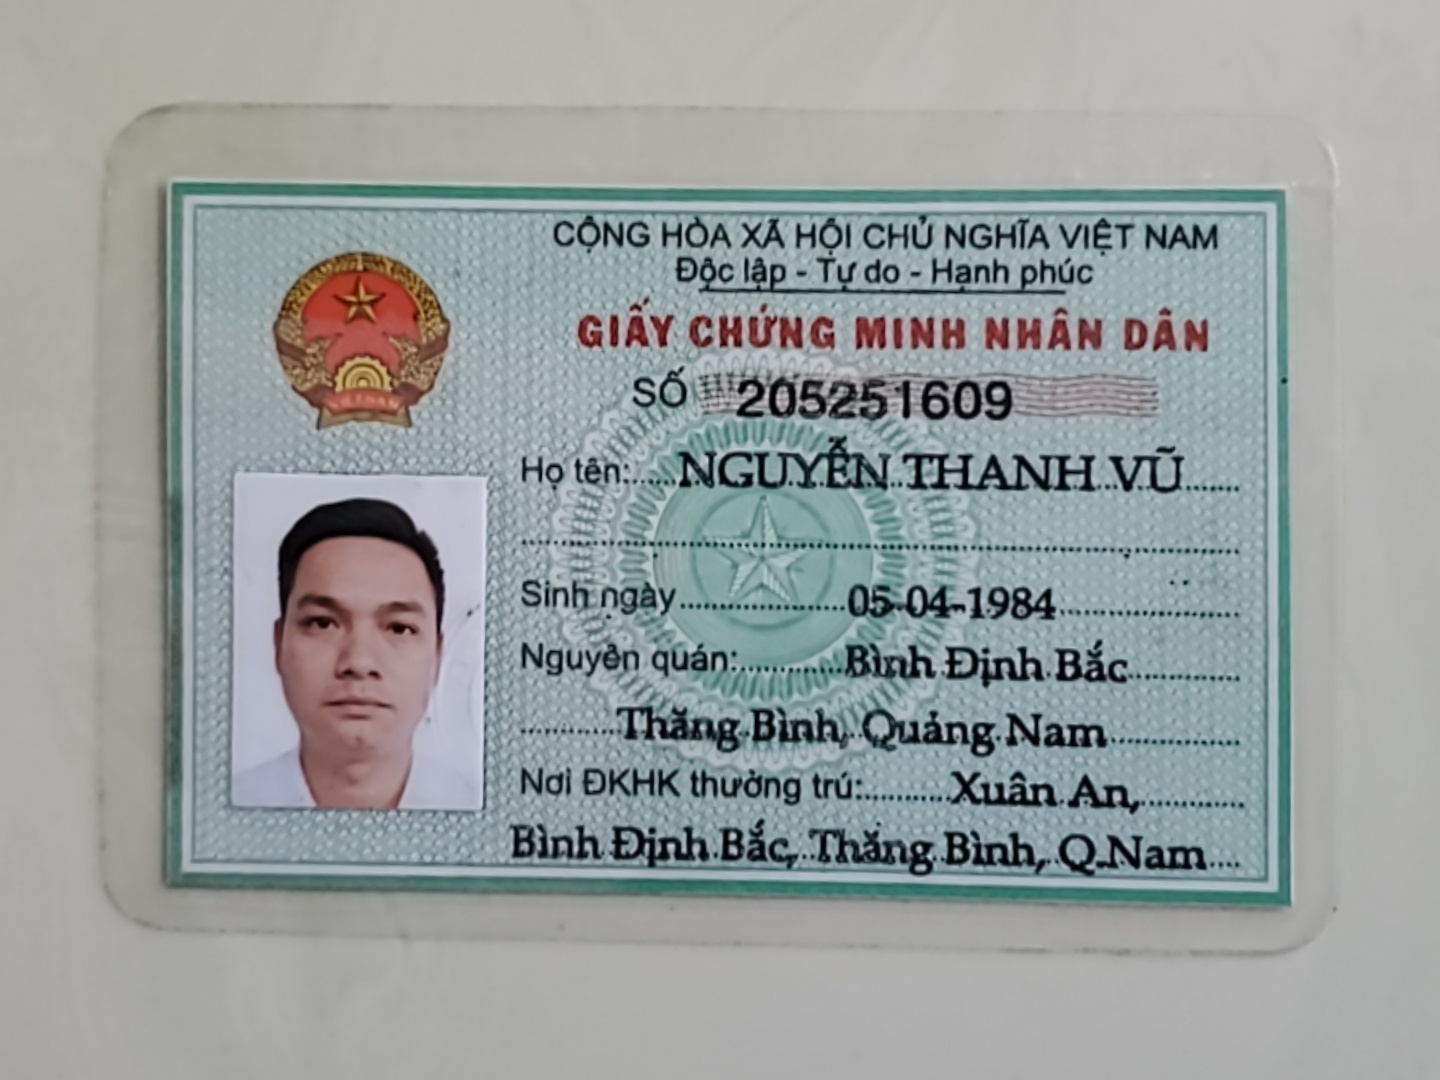 CỘNG HÒA XÃ HỘI CHỦ NGHĨA VIỆT NAM
Độc lập - Tự do - Hạnh phúc
GIẤY CHỨNG MINH NHÂN DÂN
SỐ 205251609
Họ tên: NGUYỄN THANH VŨ
Sinh ngày 05-04-1984
Nguyên quán: Bình Định Bắc
Thăng Bình, Quảng Nam
Nơi ĐKHK thường trú: Xuân An,
Bình Định Bắc, Thăng Bình, Q.Nam
VIỆT NAM